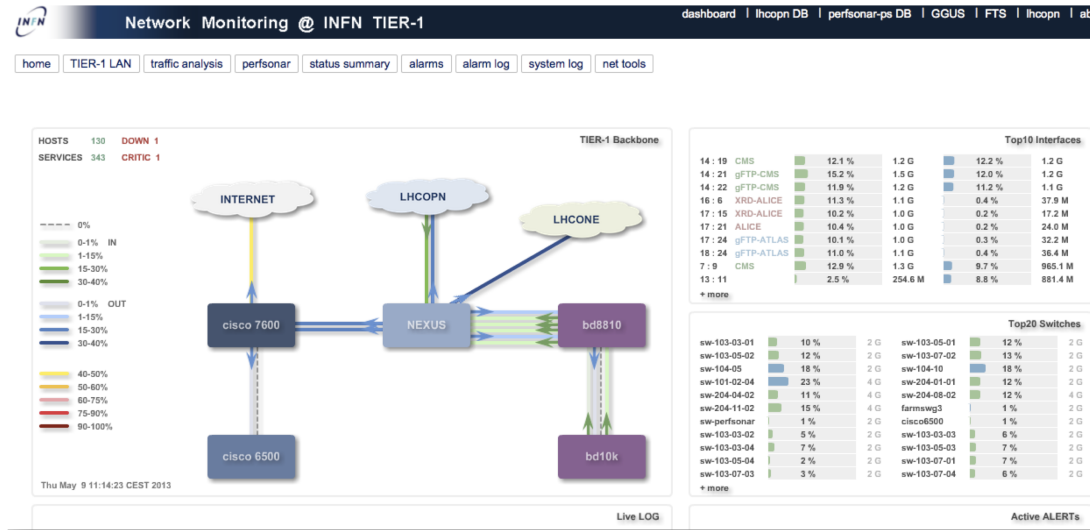 INFN
Network Monitoring @ INFN TIER-1
dashboard | lhcopn DB | perfsonar-ps DB | GGUS | FTS | lhcopn | ab
home TIER-1 LAN traffic analysis perfsonar status summary alarms alarm log system log net tools
HOSTS 130 DOWN 1
SERVICES 343 CRITIC 1
TIER-1 Backbone
INTERNET
LHCOPN
LHCONE
0%
0-1% IN
1-15%
15-30%
30-40%
0-1% OUT
1-15%
15-30%
30-40%
40-50%
50-60%
60-75%
75-90%
90-100%
cisco 7600
NEXUS
bd8810
cisco 6500
bd10k
Thu May 9 11:14:23 CEST 2013
Top10 Interfaces
14 : 19 CMS 12.1 % 1.2 G 12.2 % 1.2 G
14 : 21 gFTP-CMS 15.2 % 1.5 G 12.0 % 1.2 G
14 : 22 gFTP-CMS 11.9 % 1.2 G 11.2 % 1.1 G
16 : 6 XRD-ALICE 11.3 % 1.1 G 0.4 % 37.9 M
17 : 15 XRD-ALICE 10.2 % 1.0 G 0.2 % 17.2 M
17 : 21 ALICE 10.4 % 1.0 G 0.2 % 24.0 M
17 : 24 gFTP-ATLAS 10.1 % 1.0 G 0.3 % 32.2 M
18 : 24 gFTP-ATLAS 11.0 % 1.1 G 0.4 % 36.4 M
7 : 9 CMS 12.9 % 1.3 G 9.7 % 965.1 M
13 : 11 2.5 % 254.6 M 8.8 % 881.4 M
+ more
Top20 Switches
sw-103-03-01 10 % 2 G sw-103-05-01 12 % 2 G
sw-103-05-02 12 % 2 G sw-103-07-02 13 % 2 G
sw-104-05 18 % 2 G sw-104-10 18 % 2 G
sw-101-02-04 23 % 4 G sw-204-01-01 12 % 2 G
sw-204-04-02 11 % 4 G sw-204-08-02 12 % 4 G
sw-204-11-02 15 % 4 G farmswg3 1 % 2 G
sw-perfsonar 1 % 2 G cisco6500 1 % 2 G
sw-103-03-02 5 % 2 G sw-103-03-03 6 % 2 G
sw-103-03-04 7 % 2 G sw-103-05-03 7 % 2 G
sw-103-05-04 2 % 2 G sw-103-07-01 7 % 2 G
sw-103-07-03 3 % 2 G sw-103-07-04 6 % 2 G
+ more
Live LOG
Active ALERTs